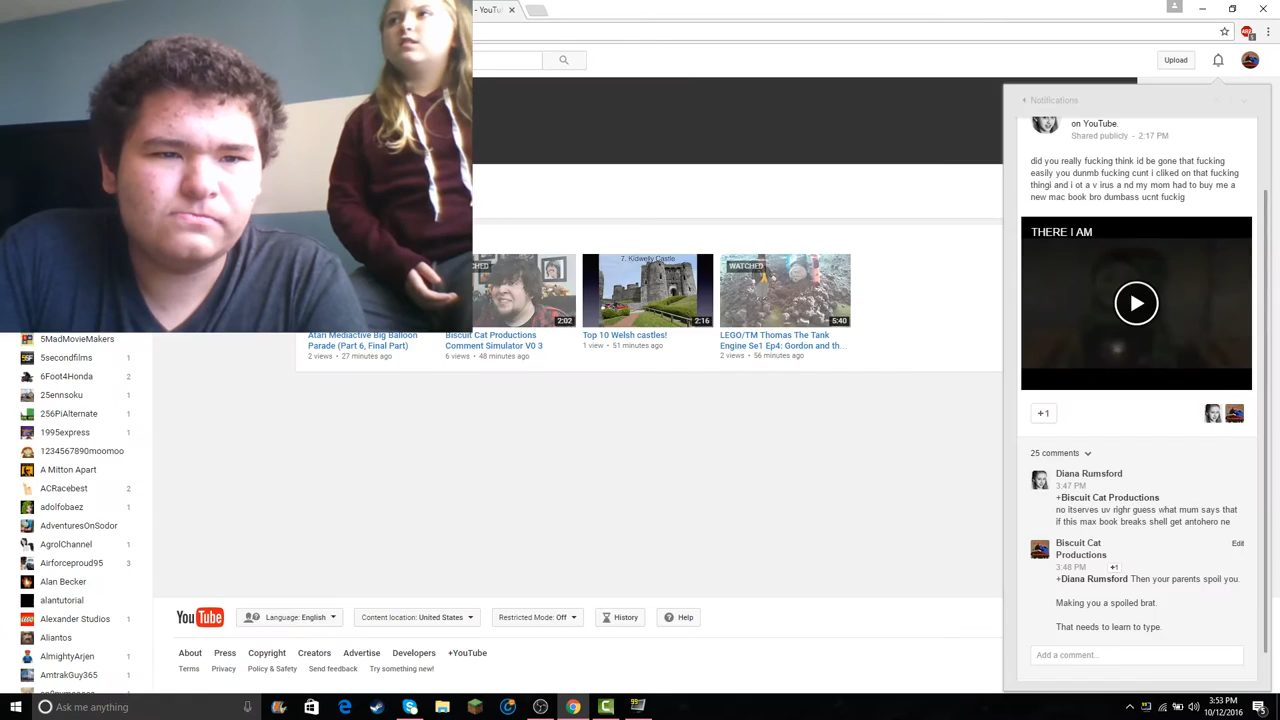 - YouTu
Upload
Notifications
on YouTube.
Shared publicly - 2:17 PM
did you really fucking think id be gone that fucking
easily you dunmb fucking cunt i cliked on that fucking
thingi and i ot a v irus a nd my mom had to buy me a
new mac book bro dumbass ucnt fuckig
THERE I AM
+1
25 comments
Diana Rumsford
3:47 PM
+Biscuit Cat Productions
no itserves uv righr guess what mum says that
if this max book breaks shell get antohero ne
Biscuit Cat
Productions
Edit
3:48 PM
+1
+Diana Rumsford Then your parents spoil you.
Making you a spoiled brat.
That needs to learn to type.
Add a comment...
2:02
7. Kidwelly Castle
2:16
WATCHED
5:40
Atari Mediactive Big Balloon
Parade (Part 6, Final Part)
2 views • 27 minutes ago
Biscuit Cat Productions
Comment Simulator V0 3
6 views • 48 minutes ago
Top 10 Welsh castles!
1 view • 51 minutes ago
LEGO/TM Thomas The Tank
Engine Se1 Ep4: Gordon and th...
2 views • 56 minutes ago
5MadMovieMakers
5secondfilms 1
6Foot4Honda 2
25ennsoku 1
256PiAlternate 1
1995express 1
1234567890moomoo
A Mitton Apart
ACRacebest 2
adolfobaez 1
AdventuresOnSodor
AgrolChannel 1
Airforceproud95 3
Alan Becker
alantutorial
Alexander Studios 1
Aliantos
AlmightyArjen 1
AmtrakGuy365 1
YouTube
Language: English
Content location: United States
Restricted Mode: Off
History
Help
About Press Copyright Creators Advertise Developers +YouTube
Terms Privacy Policy & Safety Send feedback Try something new!
Ask me anything
3:53 PM
10/12/2016